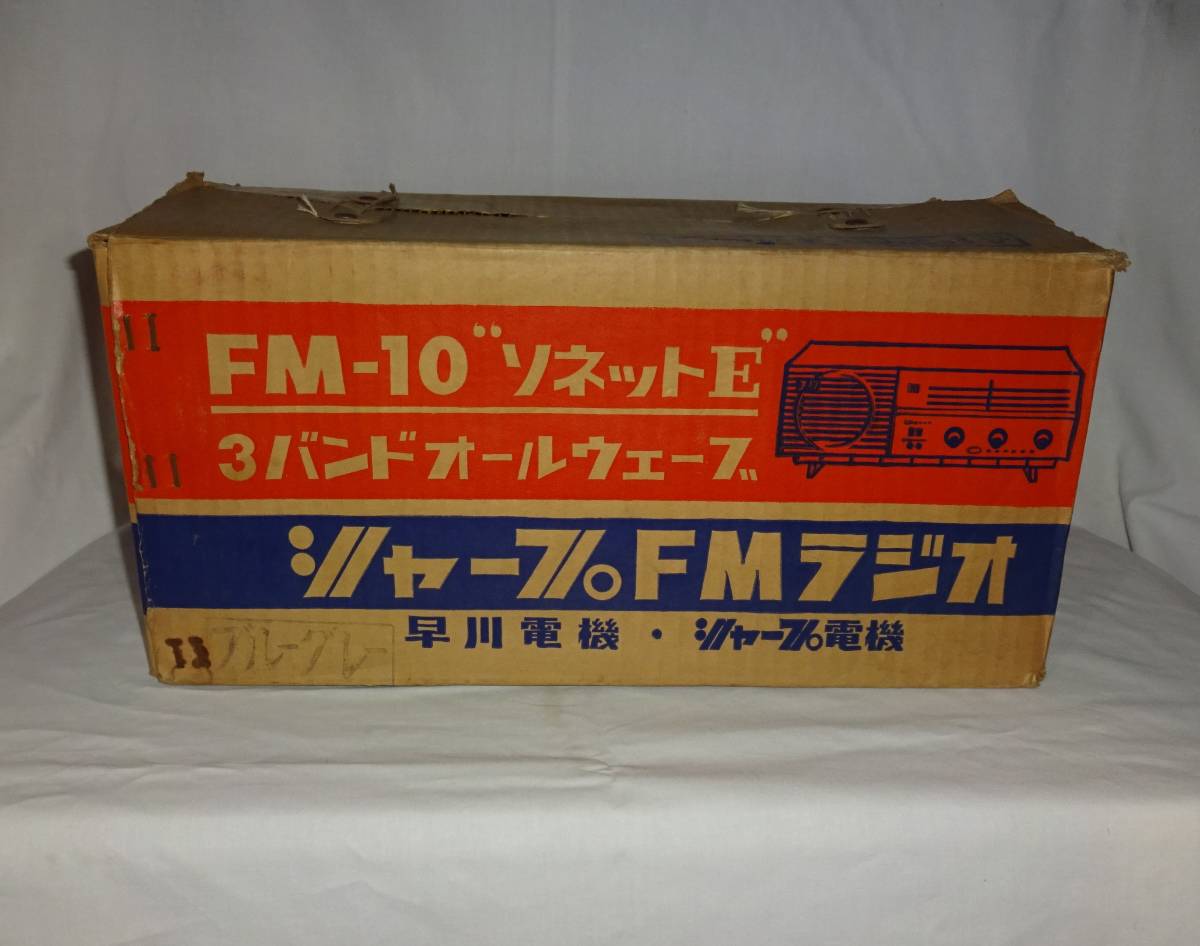 FM-10 "ソネットE"
3バンドオールウェーブ
シャープFMラジオ
早川電機・シャープ電機
ブルーグレー